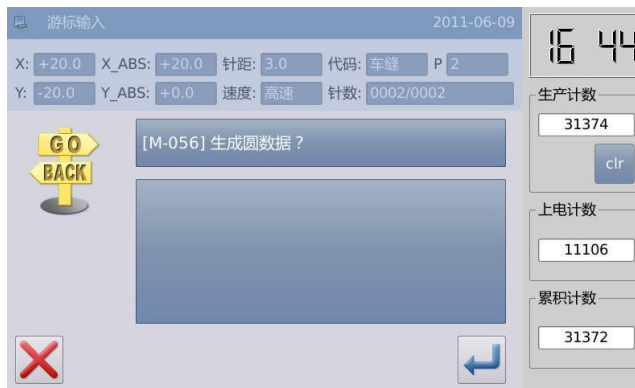 游标输入 2011-06-09
X: +20.0 X_ABS: +20.0 针距: 3.0 代码: 车缝 P 2
Y: -20.0 Y_ABS: +0.0 速度: 高速 针数: 0002/0002
GO
BACK
[M-056] 生成圆数据？
16 44
生产计数
31374
clr
上电计数
11106
累积计数
31372